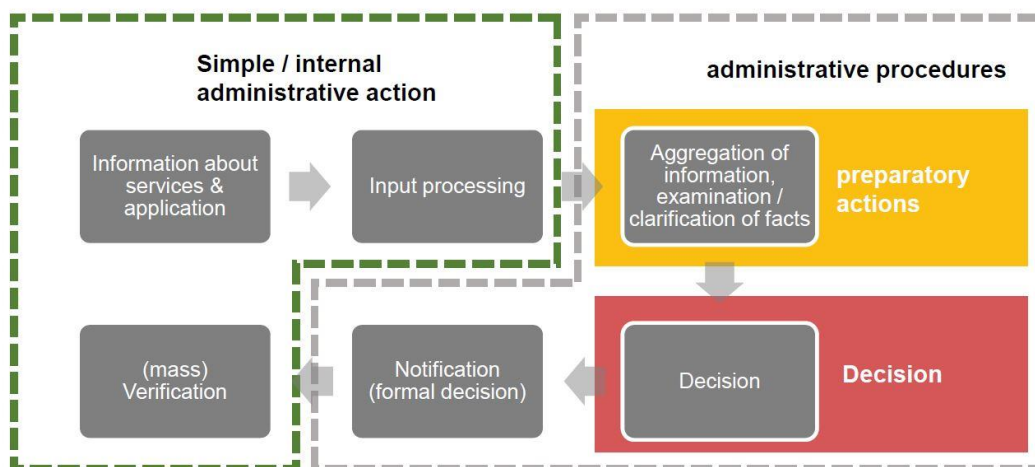 Simple / internal
administrative action
administrative procedures
Information about
services &
application
Input processing
Aggregation of
information,
examination /
clarification of facts
preparatory
actions
(mass)
Verification
Notification
(formal decision)
Decision
Decision